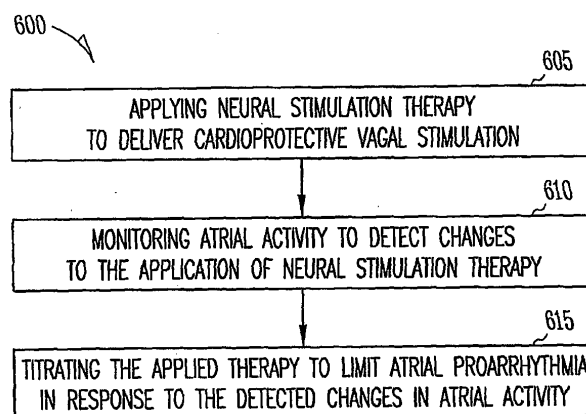 600
605
APPLYING NEURAL STIMULATION THERAPY
TO DELIVER CARDIOPROTECTIVE VAGAL STIMULATION
610
MONITORING ATRIAL ACTIVITY TO DETECT CHANGES
TO THE APPLICATION OF NEURAL STIMULATION THERAPY
615
TITRATING THE APPLIED THERAPY TO LIMIT ATRIAL PROARRHYTHMIA
IN RESPONSE TO THE DETECTED CHANGES IN ATRIAL ACTIVITY